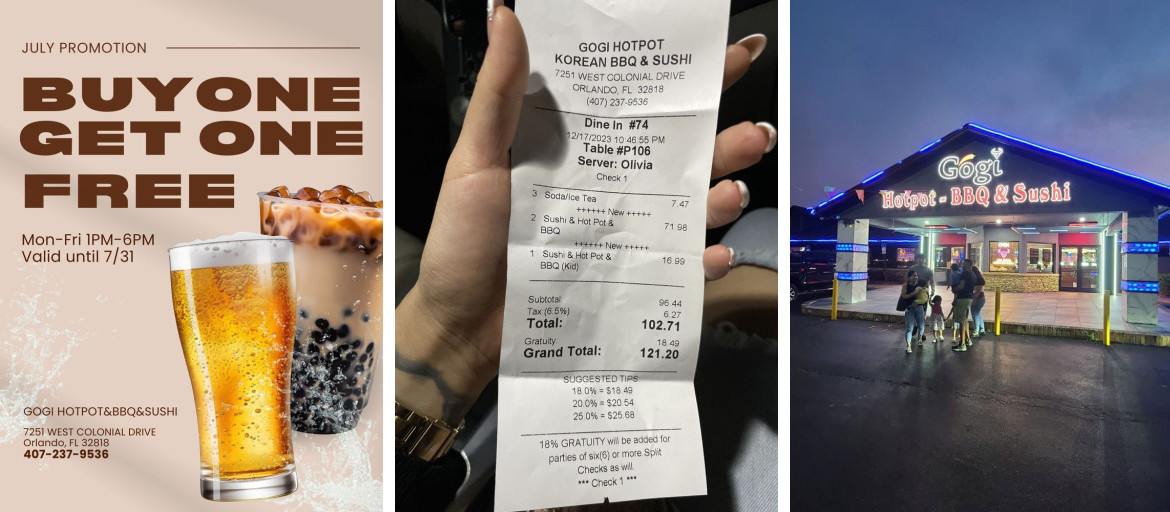 JULY PROMOTION
BUYONE
GET ONE
FREE
Mon-Fri 1PM-6PM
Valid until 7/31
GOGI HOTPOT&BBQ&SUSHI
7251 WEST COLONIAL DRIVE
Orlando, FL 32818
407-237-9536
GOGI HOTPOT
KOREAN BBQ & SUSHI
7251 WEST COLONIAL DRIVE
ORLANDO, FL 32818
(407) 237-9536
Dine In #74
12/17/2023 10:46:55 PM
Table #P106
Server: Olivia
Check 1
3 Soda/Ice Tea 7.47
++++++ New +++++
2 Sushi & Hot Pot & 71.98
BBQ
++++++ New +++++
1 Sushi & Hot Pot & 16.99
BBQ (Kid)
Subtotal 96.44
Tax:(6.5%) 6.27
Total: 102.71
Gratuity 18.49
Grand Total: 121.20
SUGGESTED TIPS:
18.0% = $18.49
20.0% = $20.54
25.0% = $25.68
18% GRATUITY will be added for
parties of six(6) or more.Split
Checks as will.
*** Check 1 ***
Gogi
Hotpot - BBQ & Sushi